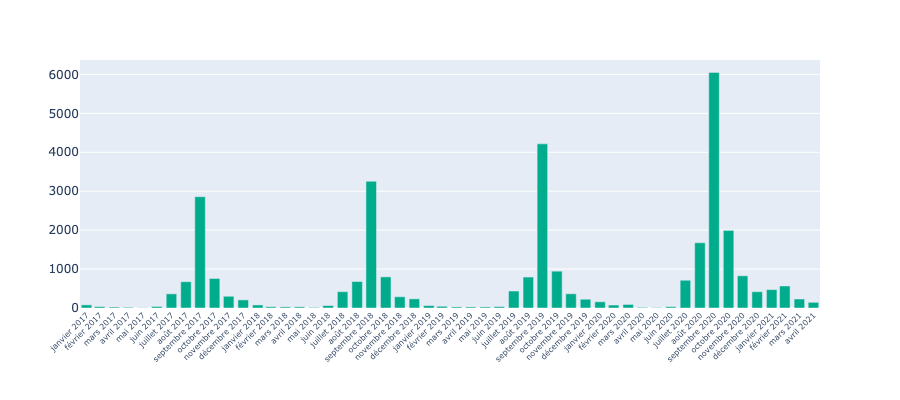 6000
5000
4000
3000
2000
1000
0
janvier 2017
février 2017
mars 2017
avril 2017
mai 2017
juin 2017
juillet 2017
août 2017
septembre 2017
octobre 2017
novembre 2017
décembre 2017
janvier 2018
février 2018
mars 2018
avril 2018
mai 2018
juin 2018
juillet 2018
août 2018
septembre 2018
octobre 2018
novembre 2018
décembre 2018
janvier 2019
février 2019
mars 2019
avril 2019
mai 2019
juin 2019
juillet 2019
août 2019
septembre 2019
octobre 2019
novembre 2019
décembre 2019
janvier 2020
février 2020
mars 2020
avril 2020
mai 2020
juin 2020
juillet 2020
août 2020
septembre 2020
octobre 2020
novembre 2020
décembre 2020
janvier 2021
février 2021
mars 2021
avril 2021